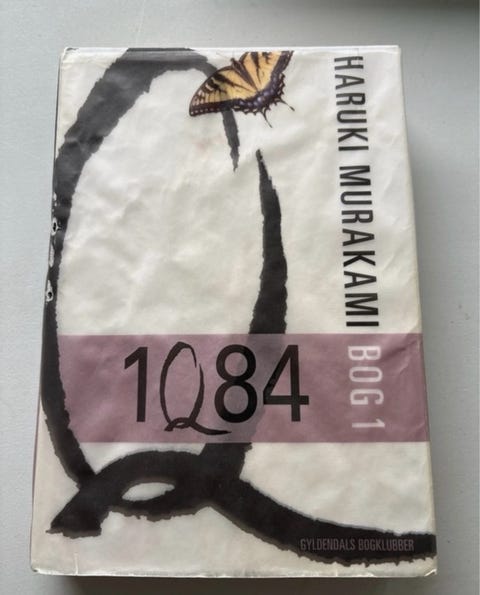 HARUKI MURAKAMI BOG 1
1Q84
GYLDENDALS BOGKLUBBER